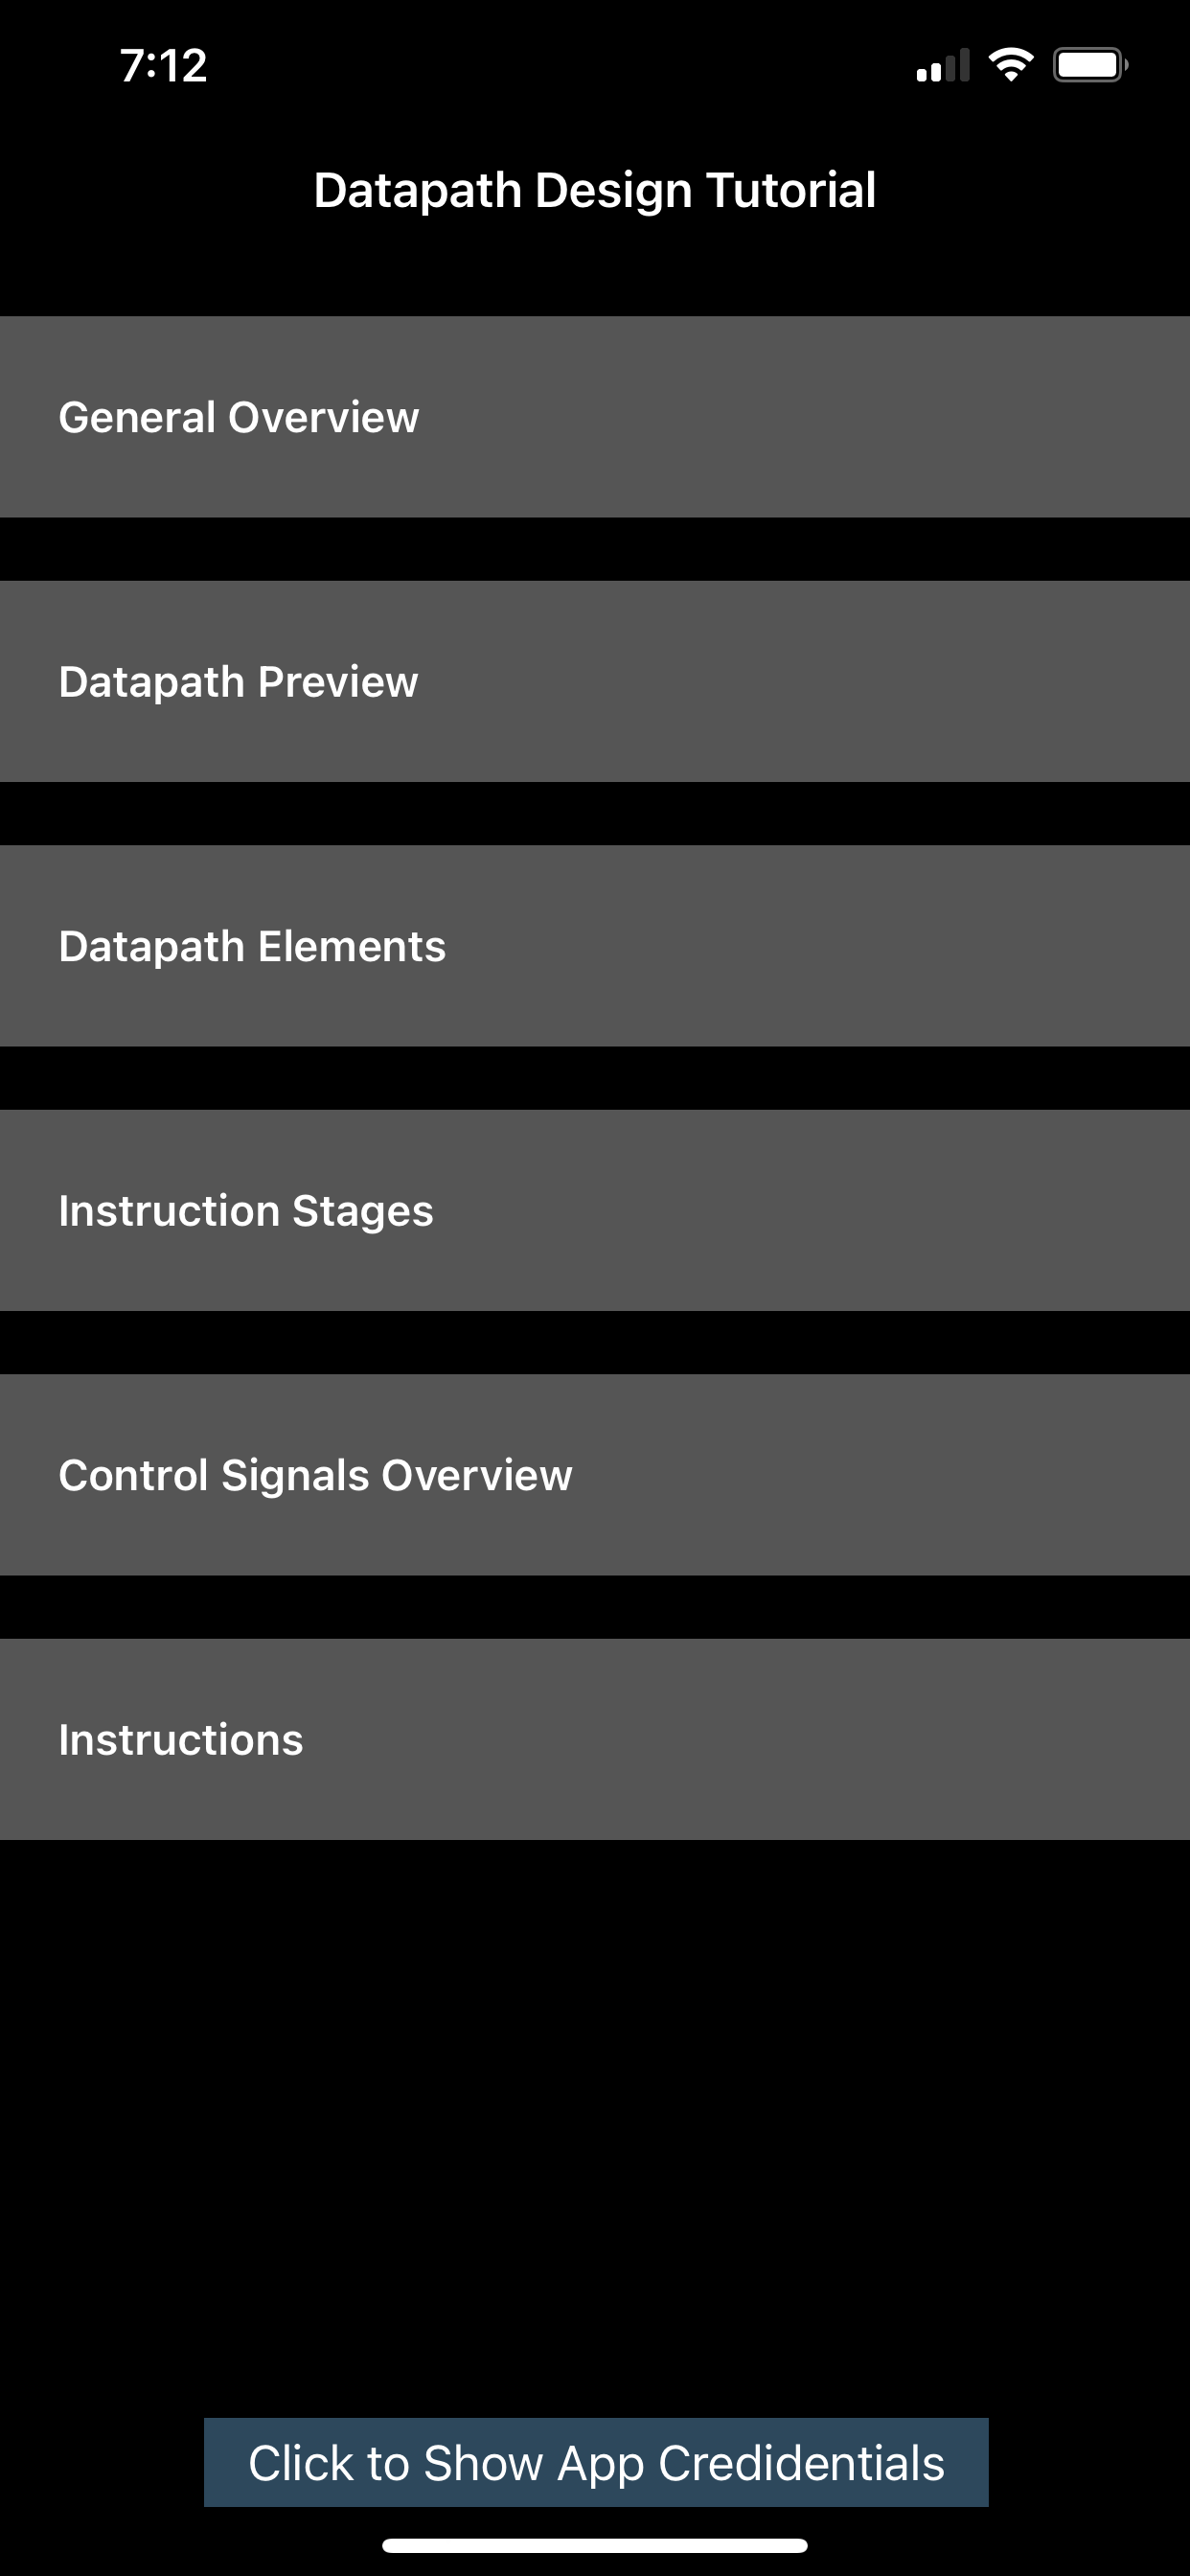 7:12
Datapath Design Tutorial
General Overview
Datapath Preview
Datapath Elements
Instruction Stages
Control Signals Overview
Instructions
Click to Show App Credidentials